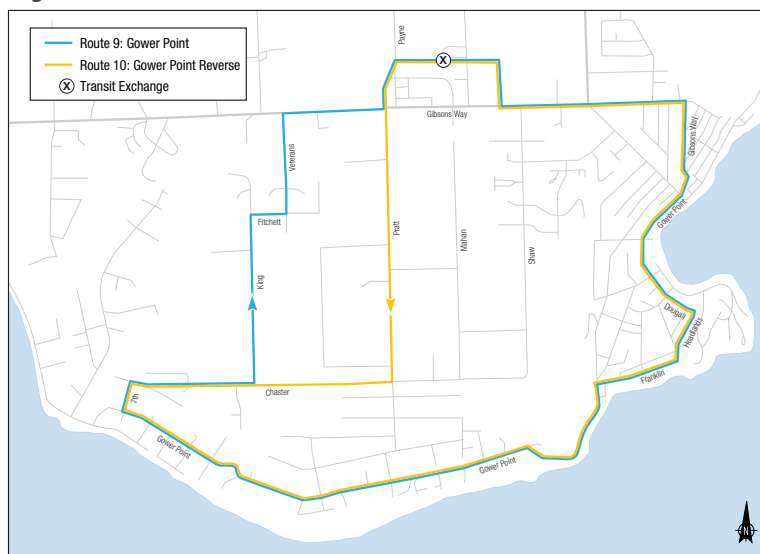 Route 9: Gower Point
Route 10: Gower Point Reverse
X Transit Exchange
Payne
X
Gibsons Way
Gibsons Way
Veterans
Fitchett
Gower Point
Pratt
Mahan
Shaw
King
Dougall
Headlands
Franklin
Chaster
7th
Gower Point
Gower Point
N